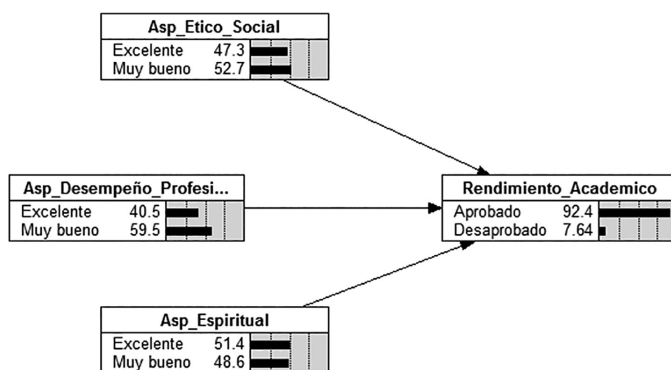 Asp_Etico_Social
Excelente 47.3
Muy bueno 52.7
Asp_Desempeño_Profesi...
Excelente 40.5
Muy bueno 59.5
Rendimiento_Academico
Aprobado 92.4
Desaprobado 7.64
Asp_Espiritual
Excelente 51.4
Muy bueno 48.6